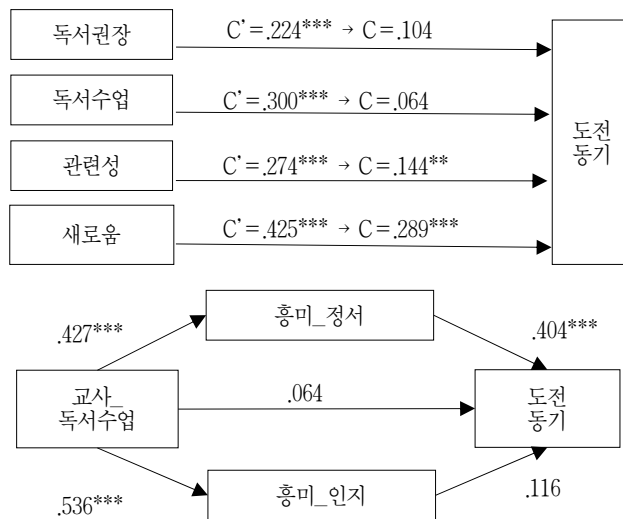 독서권장
C'=.224*** → C=.104
독서수업
C'=.300*** → C=.064
관련성
C'=.274*** → C=.144**
새로움
C'=.425*** → C=.289***
도전
동기
흥미_정서
.427***
.404***
교사_
독서수업
.064
도전
동기
흥미_인지
.536***
.116